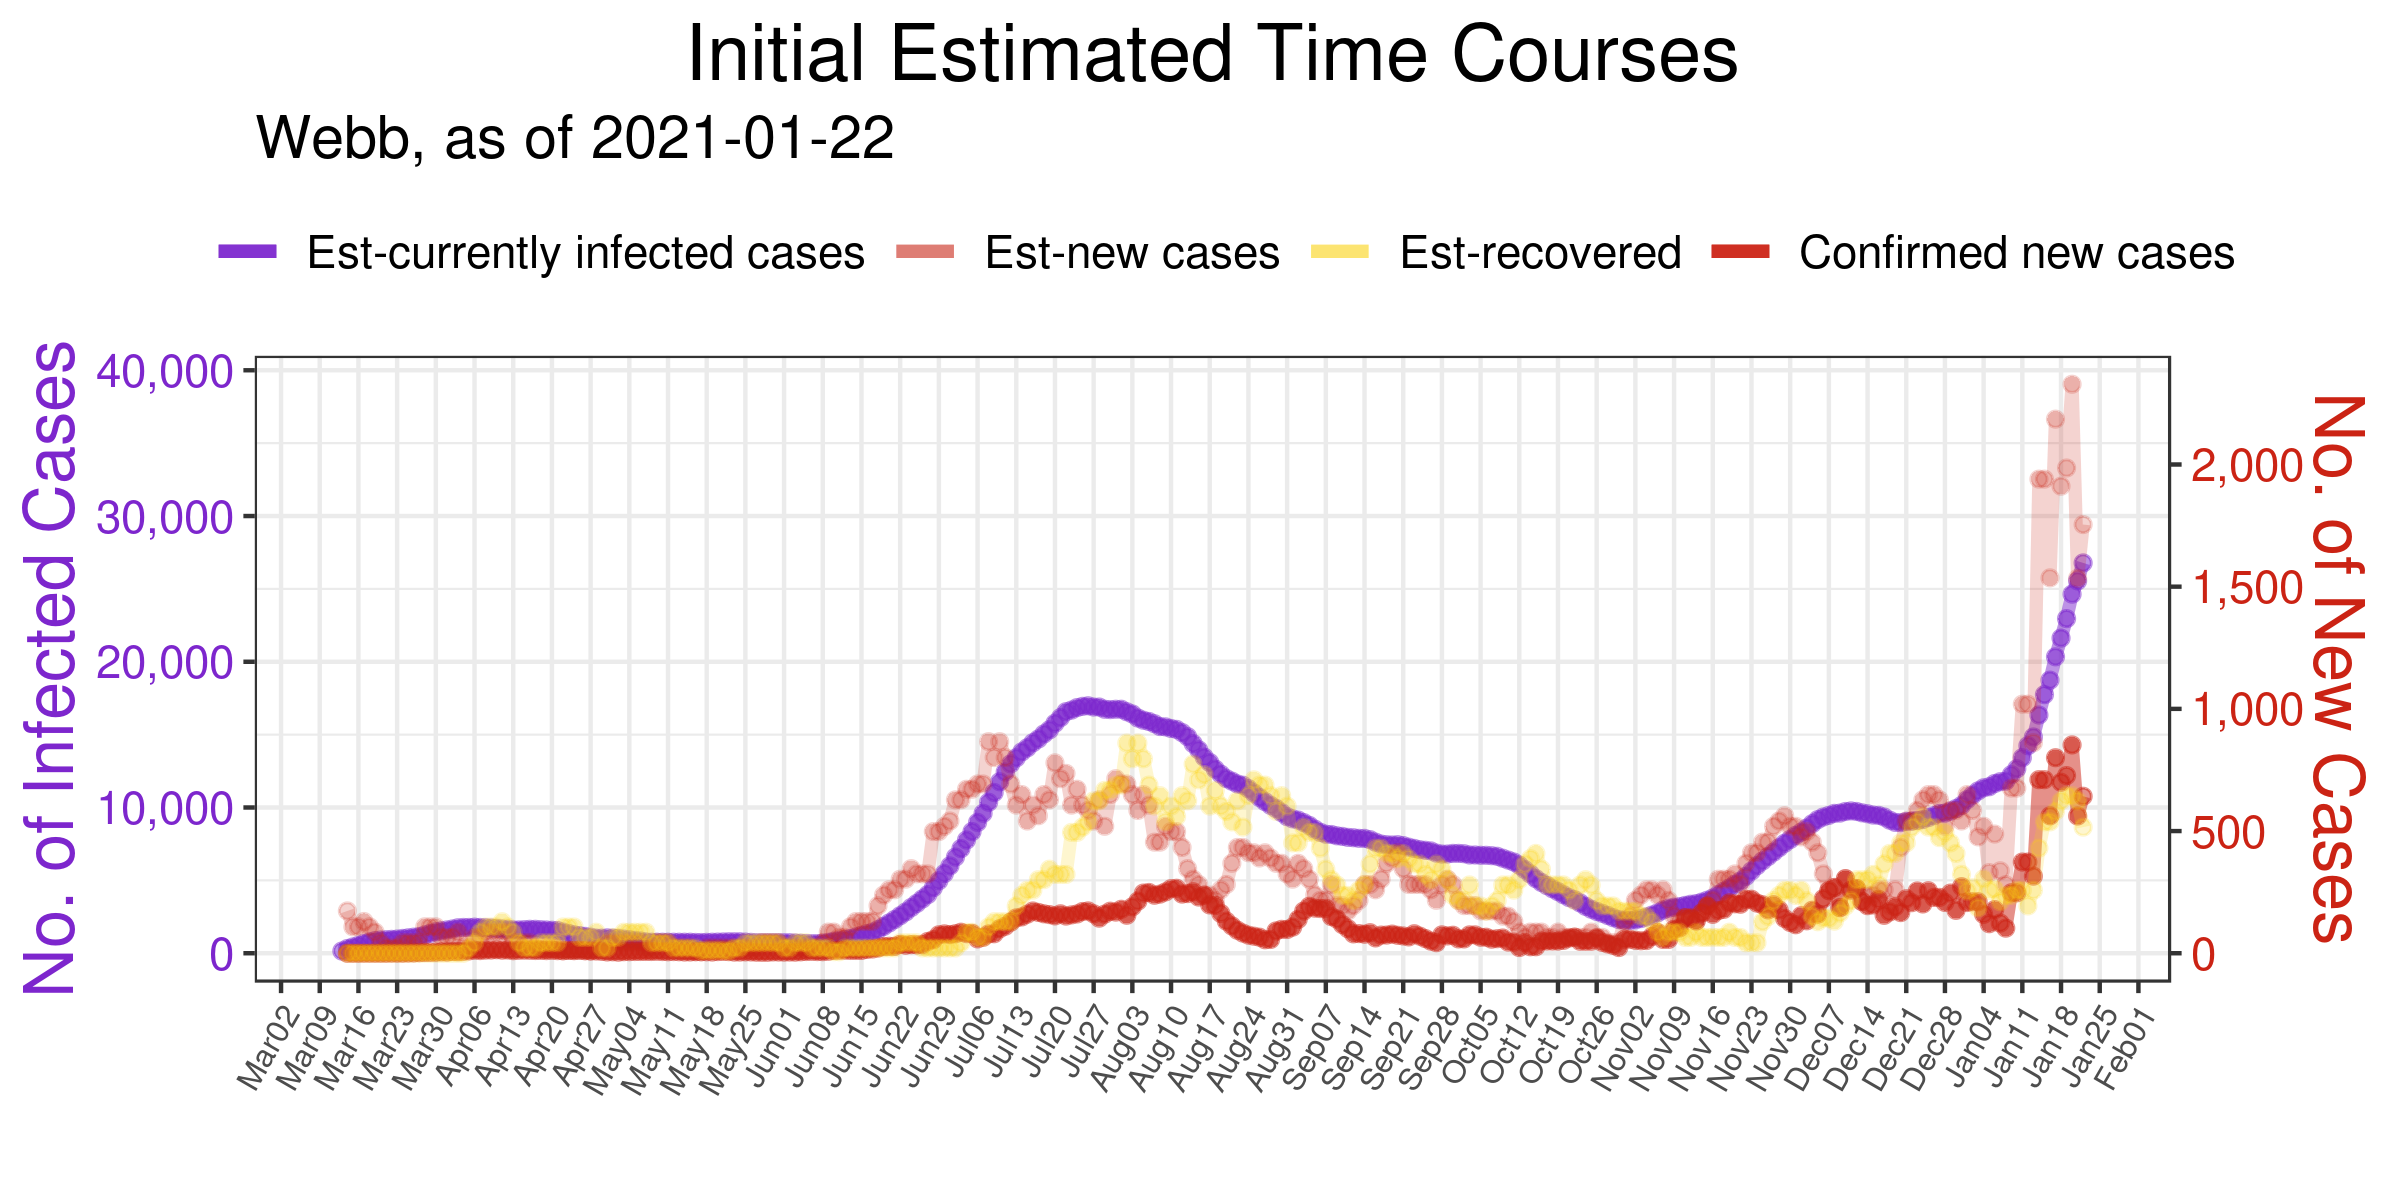 Initial Estimated Time Courses
Webb, as of 2021-01-22
Est-currently infected cases Est-new cases Est-recovered Confirmed new cases
No. of Infected Cases
40,000
30,000
20,000
10,000
0
2,000
1,500
1,000
500
0
No. of New Cases
Mar02 Mar09 Mar16 Mar23 Mar30 Apr06 Apr13 Apr20 Apr27 May04 May11 May18 May25 Jun01 Jun08 Jun15 Jun22 Jun29 Jul06 Jul13 Jul20 Jul27 Aug03 Aug10 Aug17 Aug24 Aug31 Sep07 Sep14 Sep21 Sep28 Oct05 Oct12 Oct19 Oct26 Nov02 Nov09 Nov16 Nov23 Nov30 Dec07 Dec14 Dec21 Dec28 Jan04 Jan11 Jan18 Jan25 Feb01